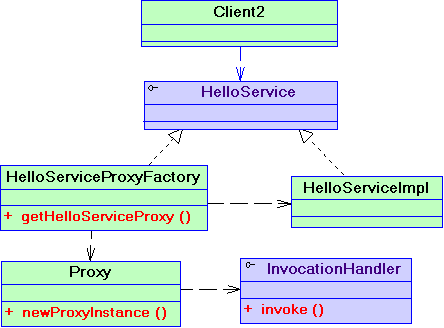 Client2
HelloService
HelloServiceProxyFactory
+ getHelloServiceProxy ()
HelloServiceImpl
Proxy
+ newProxyInstance ()
InvocationHandler
+ invoke ()